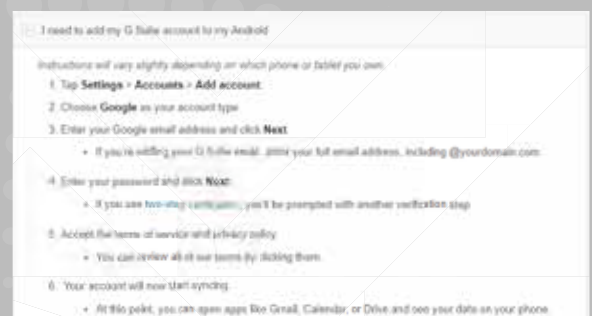 I need to add my G Suite account to my Android
Instructions will vary slightly depending on which phone or tablet you own.
1. Tap Settings > Accounts > Add account.
2. Choose Google as your account type
3. Enter your Google email address and click Next
• If you're adding your G Suite email, enter your full email address, including @yourdomain.com
4. Enter your password and click Next.
• If you use two-step verification, you'll be prompted with another verification step
5. Accept the terms of service and privacy policy
• You can review all of our terms by clicking them.
6. Your account will now start syncing.
• At this point, you can open apps like Gmail, Calendar, or Drive and see your data on your phone.